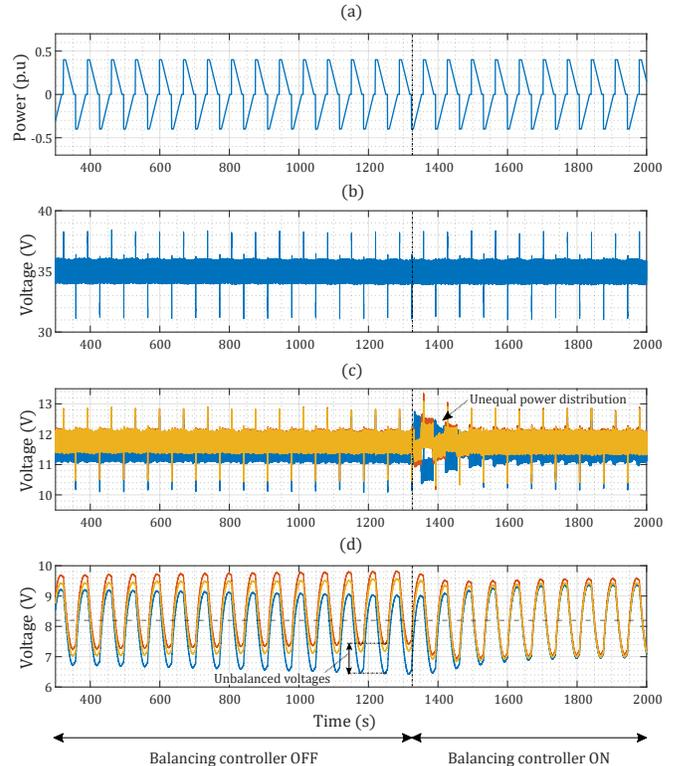 (a)
0.5
0
-0.5
Power (p.u)
400 600 800 1000 1200 1400 1600 1800 2000
(b)
40
35
30
Voltage (V)
400 600 800 1000 1200 1400 1600 1800 2000
(c)
13
12
11
10
Voltage (V)
Unequal power distribution
400 600 800 1000 1200 1400 1600 1800 2000
(d)
10
9
8
7
6
Voltage (V)
Unbalanced voltages
400 600 800 1000 1200 1400 1600 1800 2000
Time (s)
Balancing controller OFF
Balancing controller ON